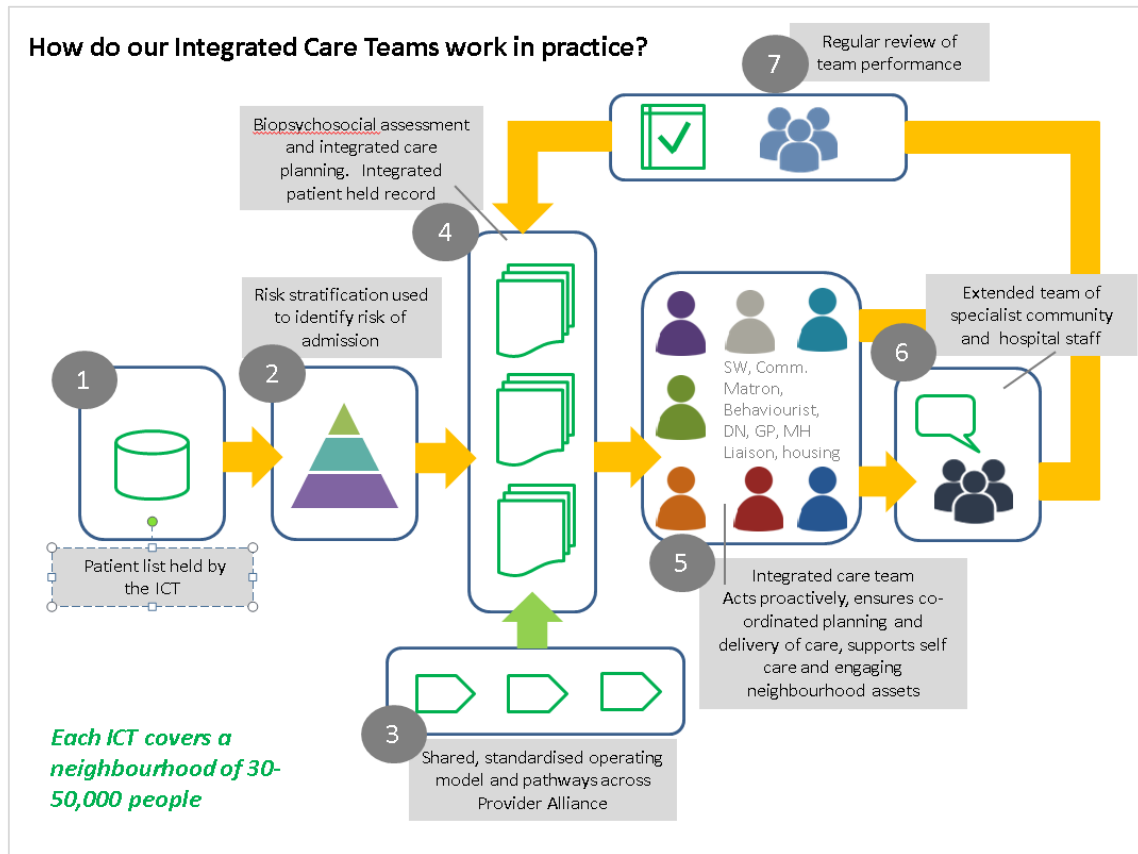 How do our Integrated Care Teams work in practice?
7
Regular review of
team performance
Biopsychosocial assessment
and integrated care
planning.  Integrated
patient held record
4
Risk stratification used
to identify risk of
admission
Extended team of
specialist community
and  hospital staff
1
2
6
SW, Comm.
Matron,
Behaviourist,
DN, GP, MH
Liaison, housing
Patient list held by
the ICT
5
Integrated care team
Acts proactively, ensures co-
ordinated planning and
delivery of care, supports self
care and engaging
neighbourhood assets
3
Shared, standardised operating
model and pathways across
Provider Alliance
Each ICT covers a
neighbourhood of 30-
50,000 people